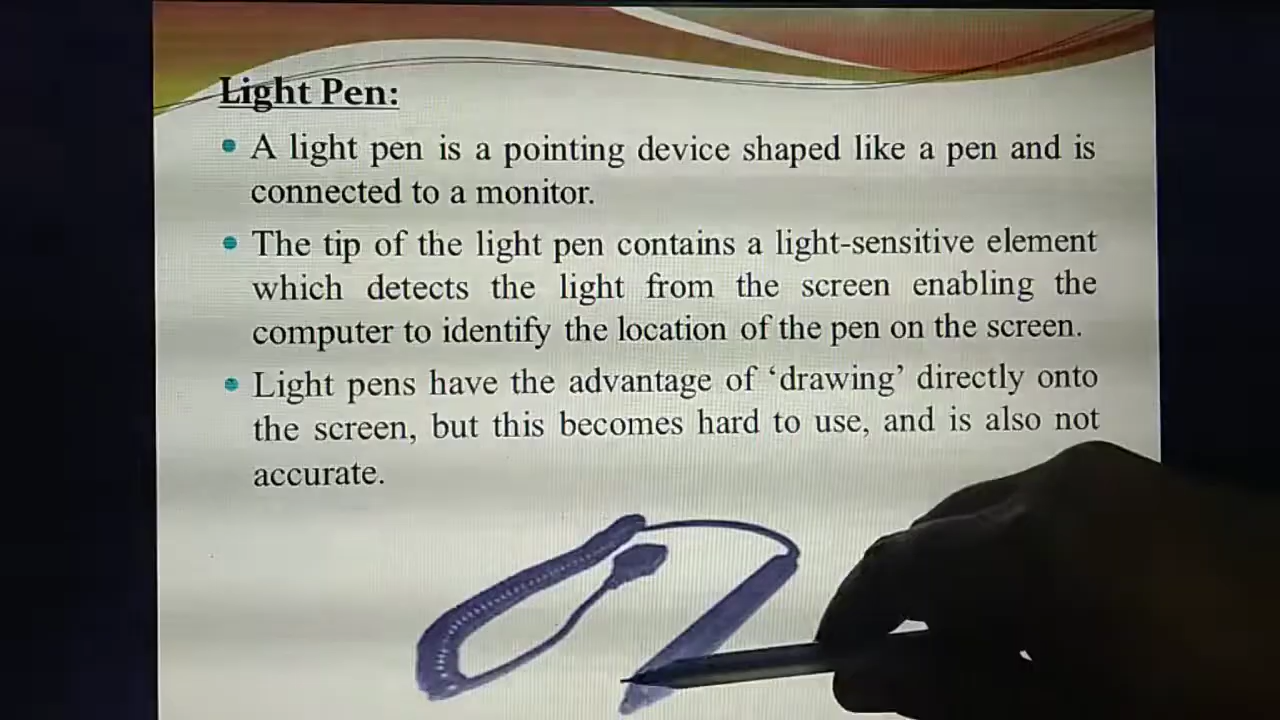 Light Pen:
• A light pen is a pointing device shaped like a pen and is
connected to a monitor.
• The tip of the light pen contains a light-sensitive element
which detects the light from the screen enabling the
computer to identify the location of the pen on the screen.
• Light pens have the advantage of ‘drawing’ directly onto
the screen, but this becomes hard to use, and is also not
accurate.